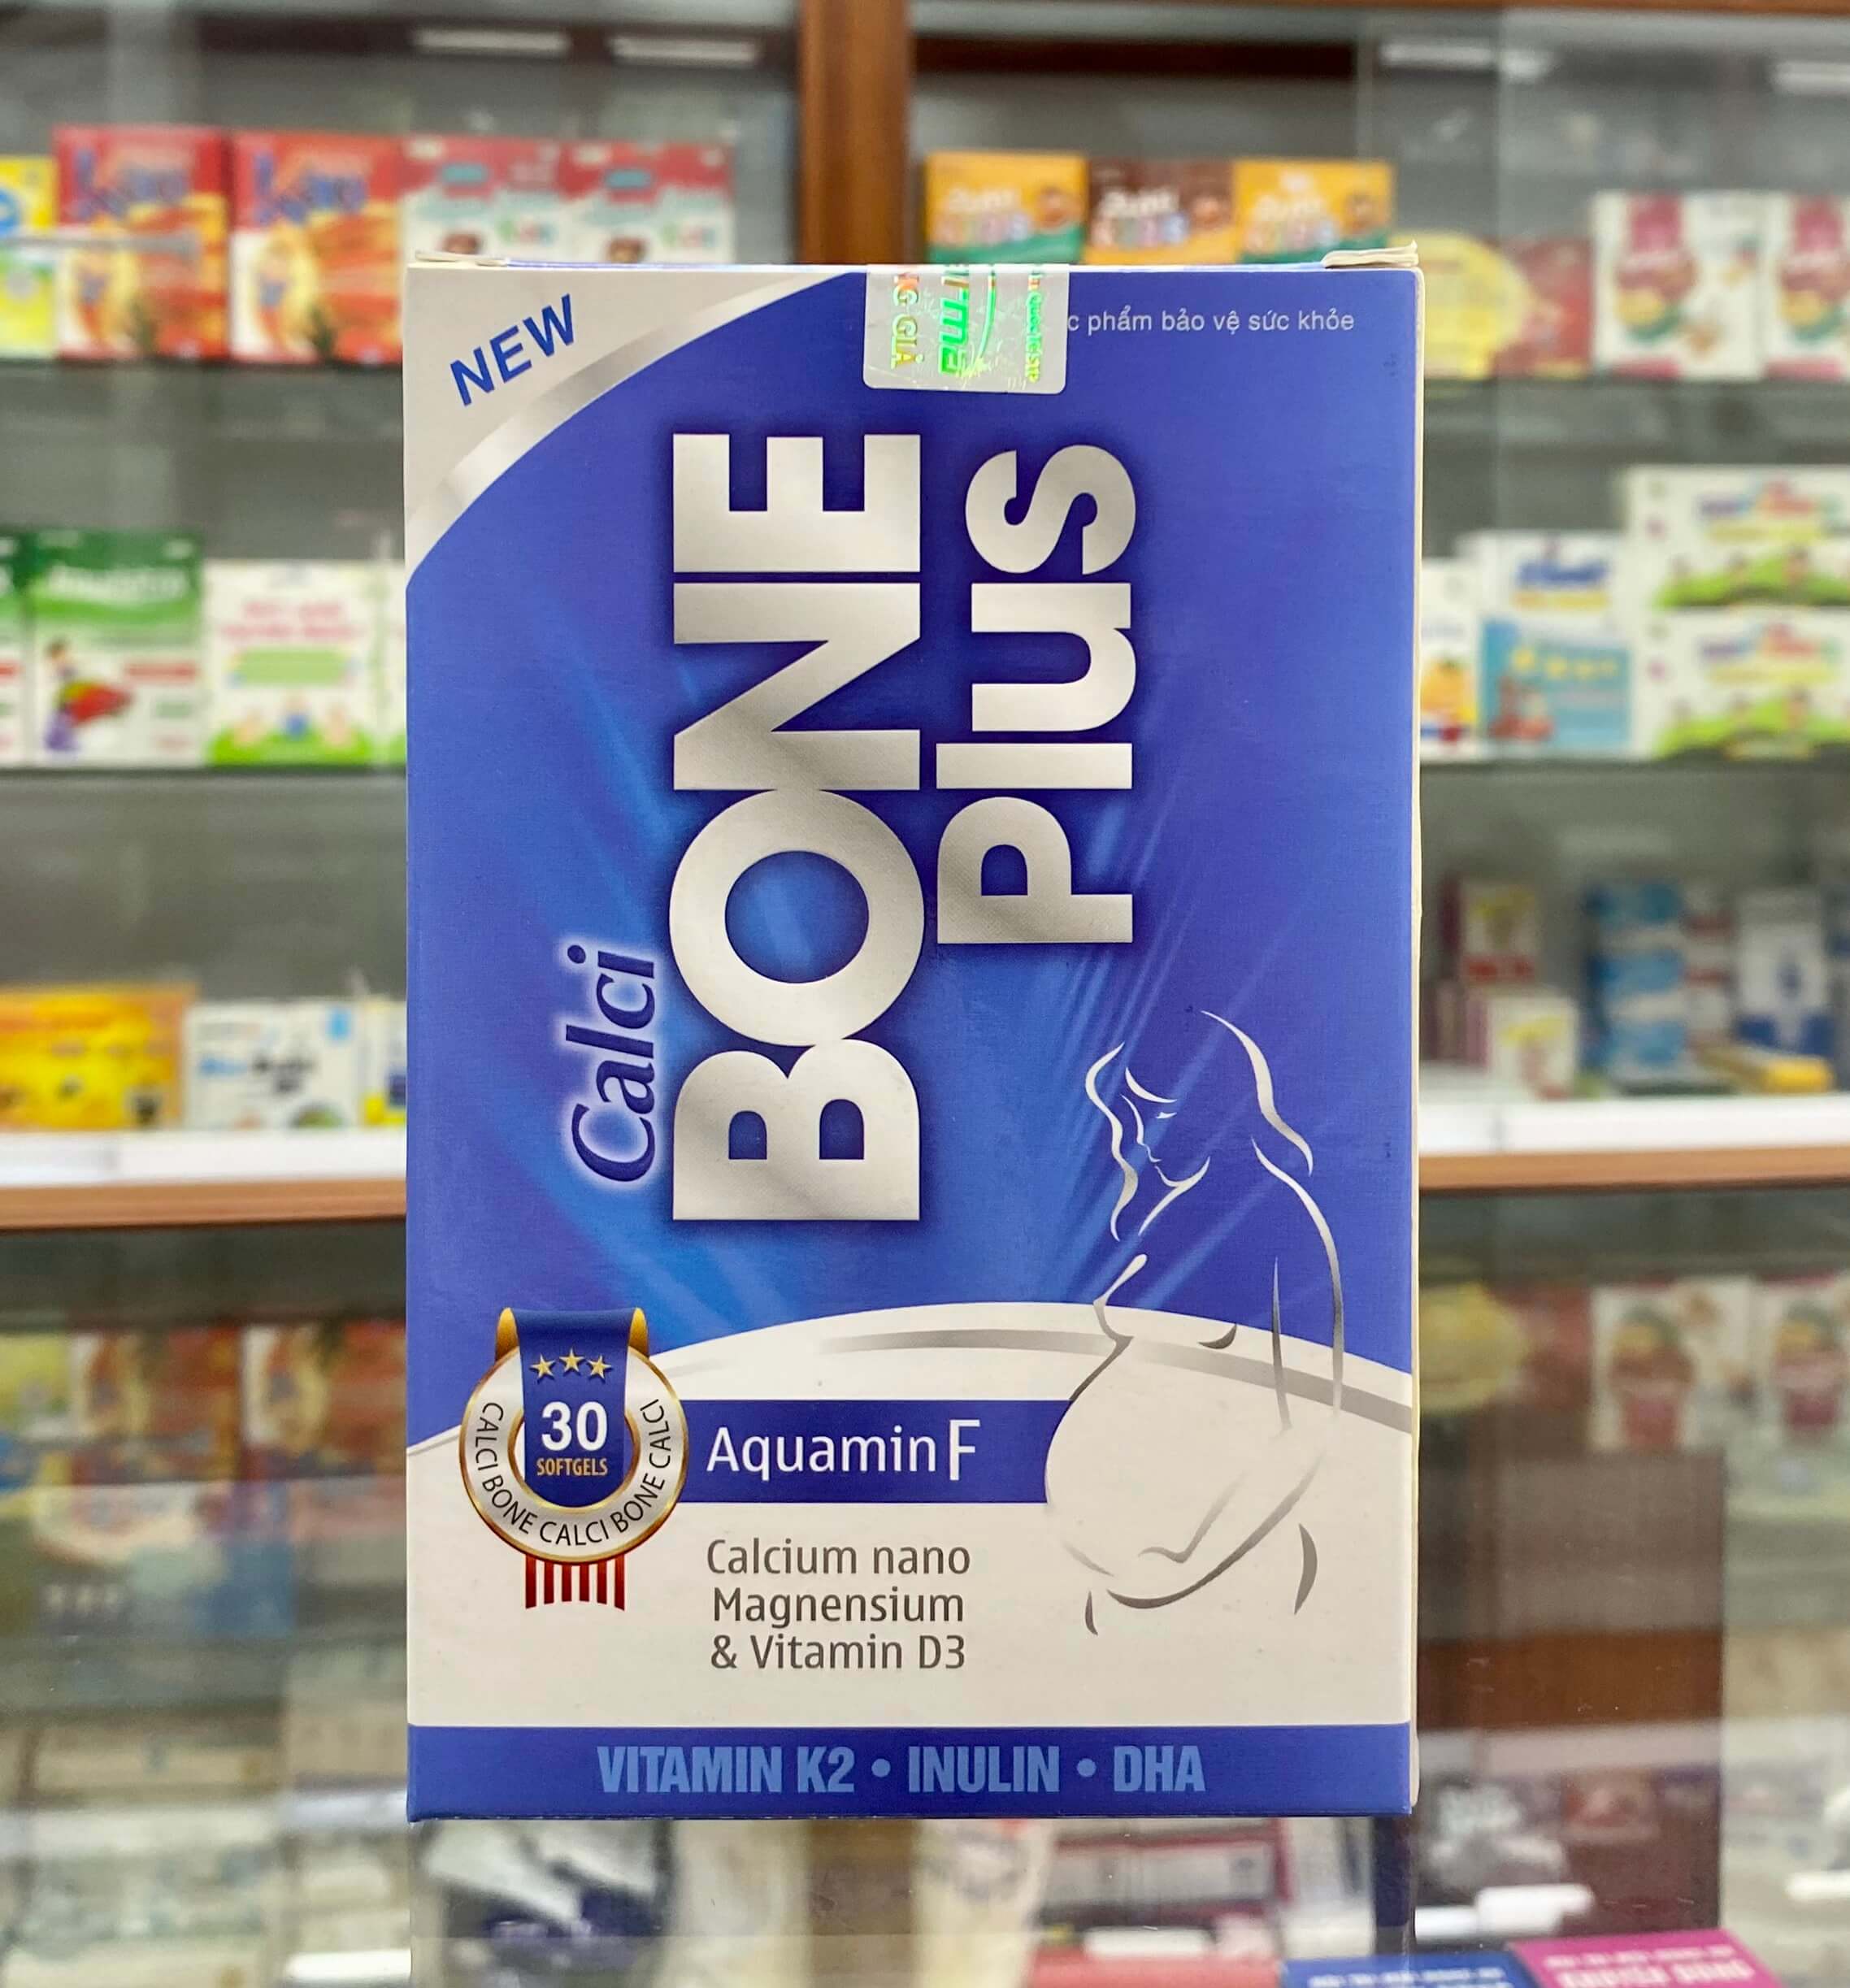 NEW
phẩm bảo vệ sức khỏe
Calci
BONE
Plus
30
SOFTGELS
CALCI BONE CALCI BONE CALCI
Aquamin F
Calcium nano
Magnensium
& Vitamin D3
VITAMIN K2 • INULIN • DHA